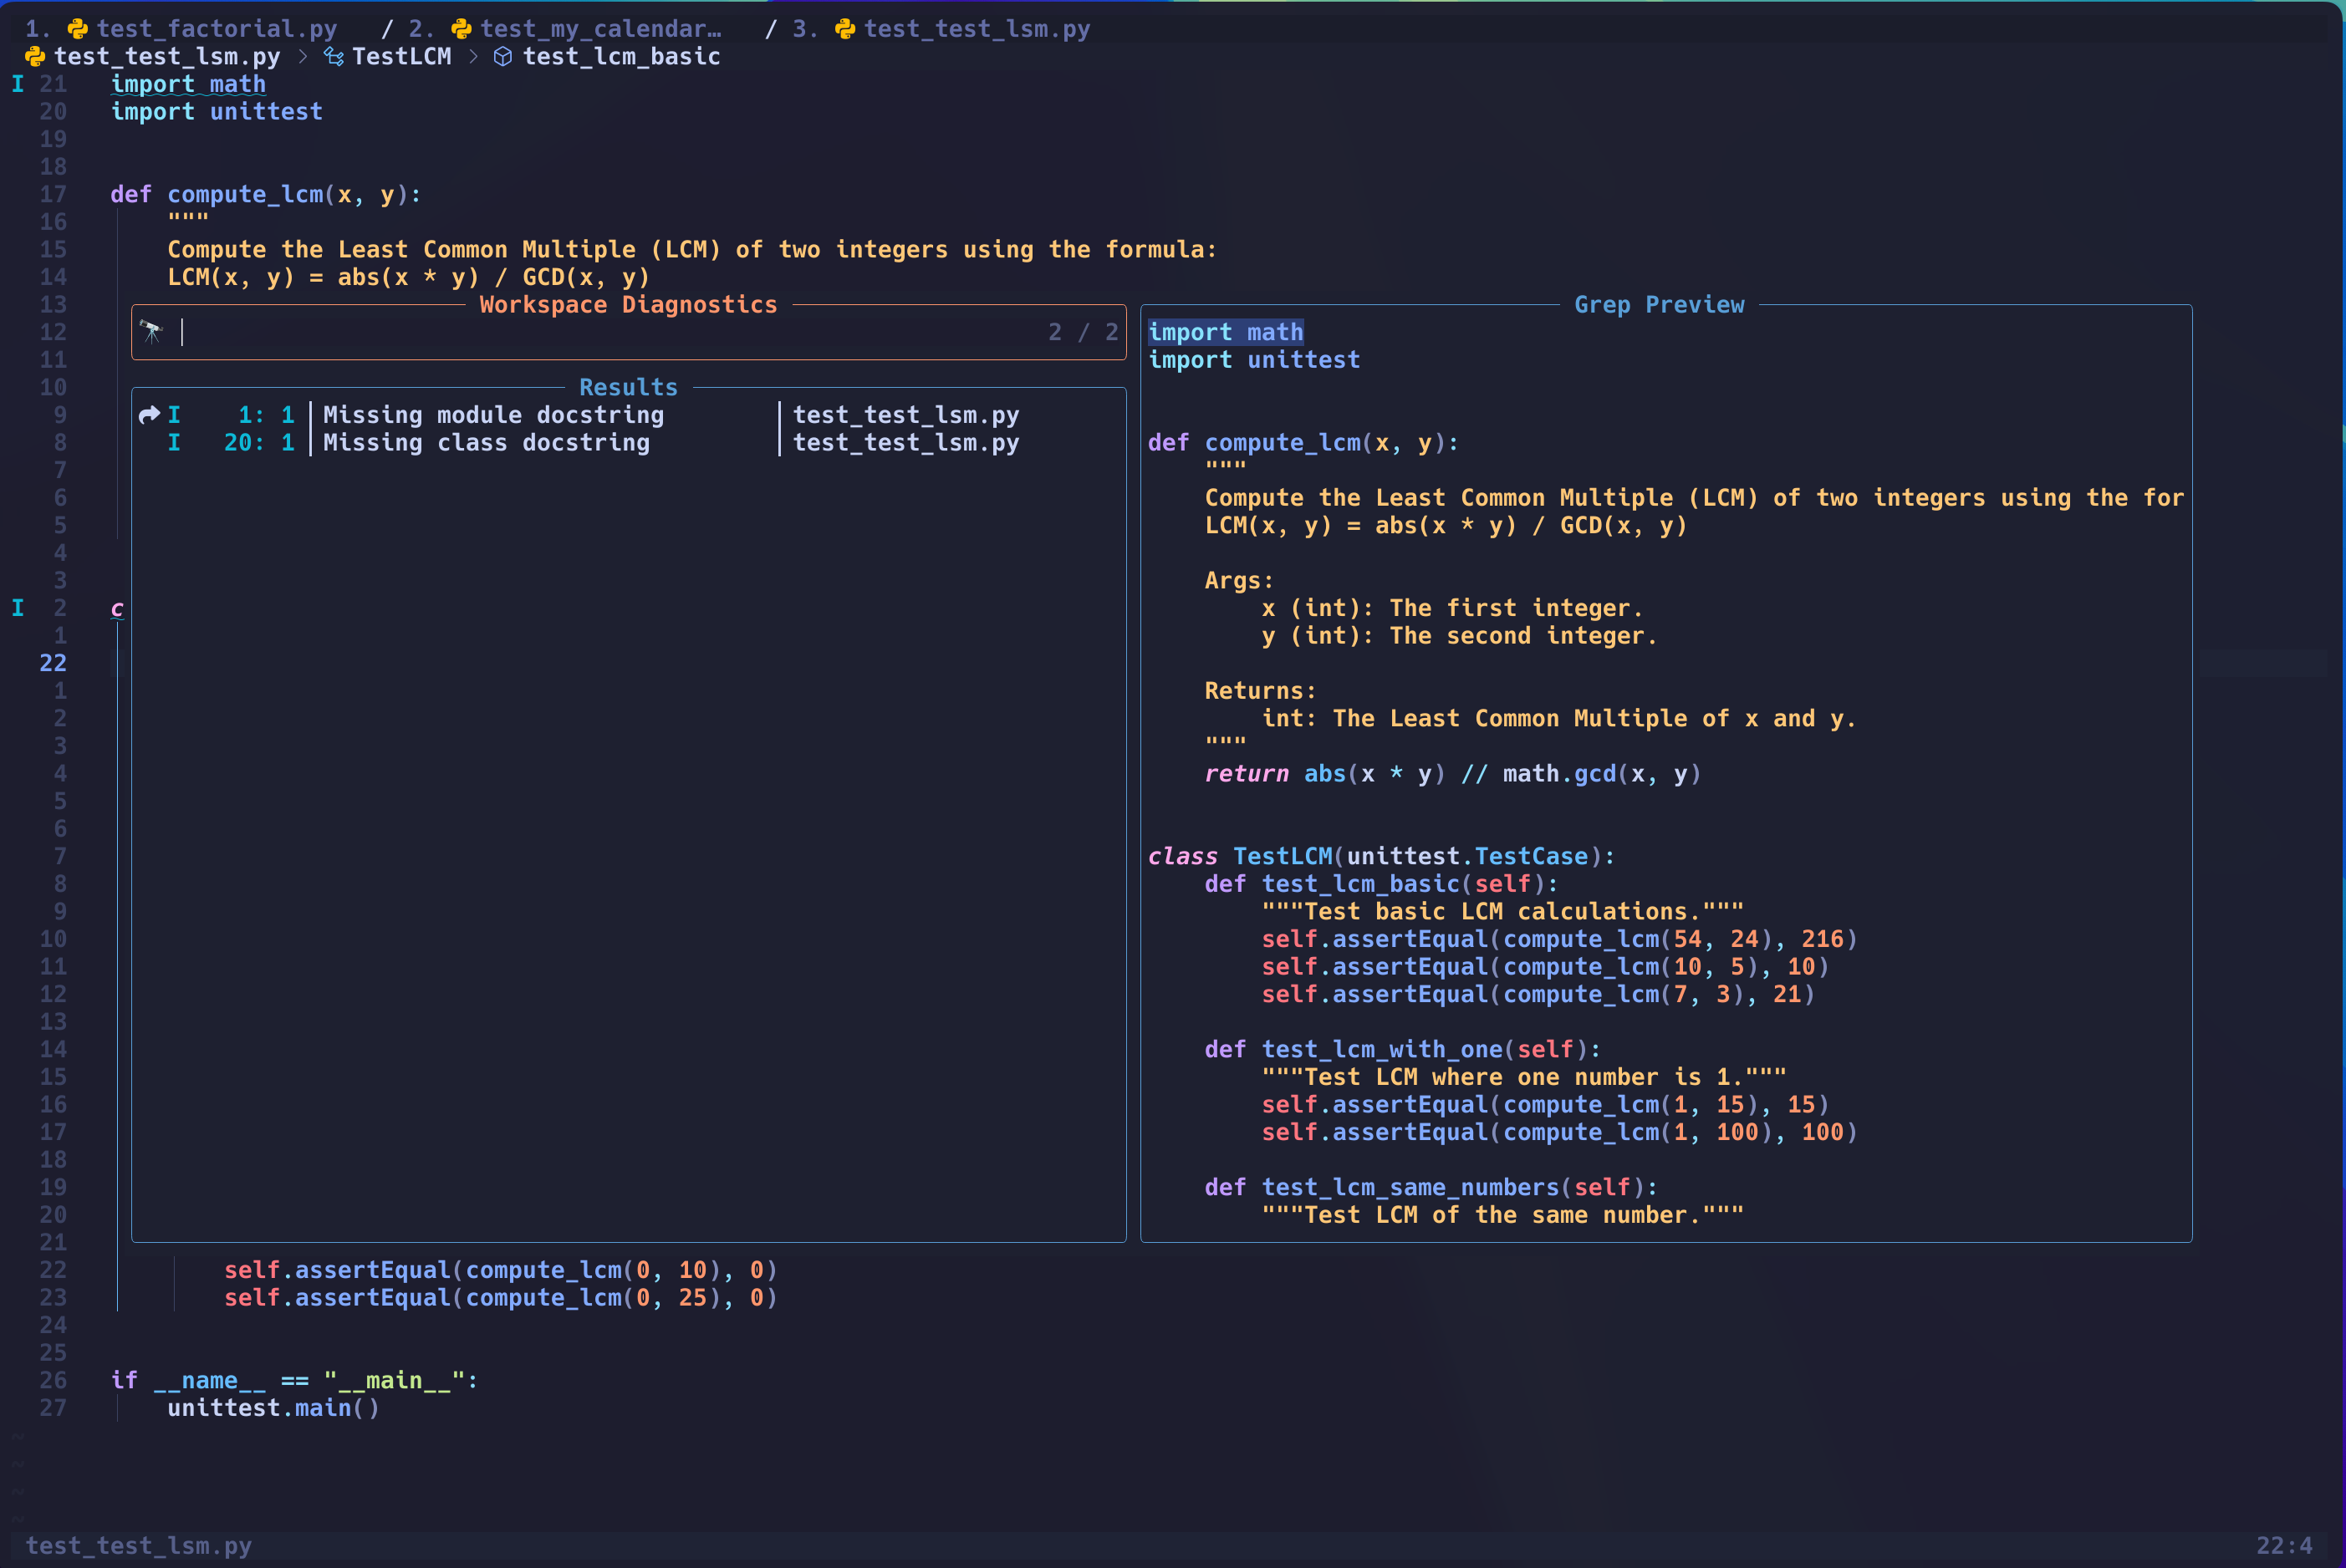 1. test_factorial.py / 2. test_my_calendar… / 3. test_test_lsm.py
test_test_lsm.py > TestLCM > test_lcm_basic
I 21 import math
20 import unittest
19
18
17 def compute_lcm(x, y):
16 """
15 Compute the Least Common Multiple (LCM) of two integers using the formula:
14 LCM(x, y) = abs(x * y) / GCD(x, y)
13
12
11
10
9
8
7
6
5
4
3
I 2 c
1
22
1
2
3
4
5
6
7
8
9
10
11
12
13
14
15
16
17
18
19
20
21
22 self.assertEqual(compute_lcm(0, 10), 0)
23 self.assertEqual(compute_lcm(0, 25), 0)
24
25
26 if __name__ == "__main__":
27 unittest.main()
~
~
~
~
Workspace Diagnostics
2 / 2
Results
I 1: 1 │Missing module docstring │test_test_lsm.py
I 20: 1 │Missing class docstring │test_test_lsm.py
Grep Preview
import math
import unittest
def compute_lcm(x, y):
"""
Compute the Least Common Multiple (LCM) of two integers using the for
LCM(x, y) = abs(x * y) / GCD(x, y)
Args:
x (int): The first integer.
y (int): The second integer.
Returns:
int: The Least Common Multiple of x and y.
"""
return abs(x * y) // math.gcd(x, y)
class TestLCM(unittest.TestCase):
def test_lcm_basic(self):
"""Test basic LCM calculations."""
self.assertEqual(compute_lcm(54, 24), 216)
self.assertEqual(compute_lcm(10, 5), 10)
self.assertEqual(compute_lcm(7, 3), 21)
def test_lcm_with_one(self):
"""Test LCM where one number is 1."""
self.assertEqual(compute_lcm(1, 15), 15)
self.assertEqual(compute_lcm(1, 100), 100)
def test_lcm_same_numbers(self):
"""Test LCM of the same number."""
test_test_lsm.py 22:4